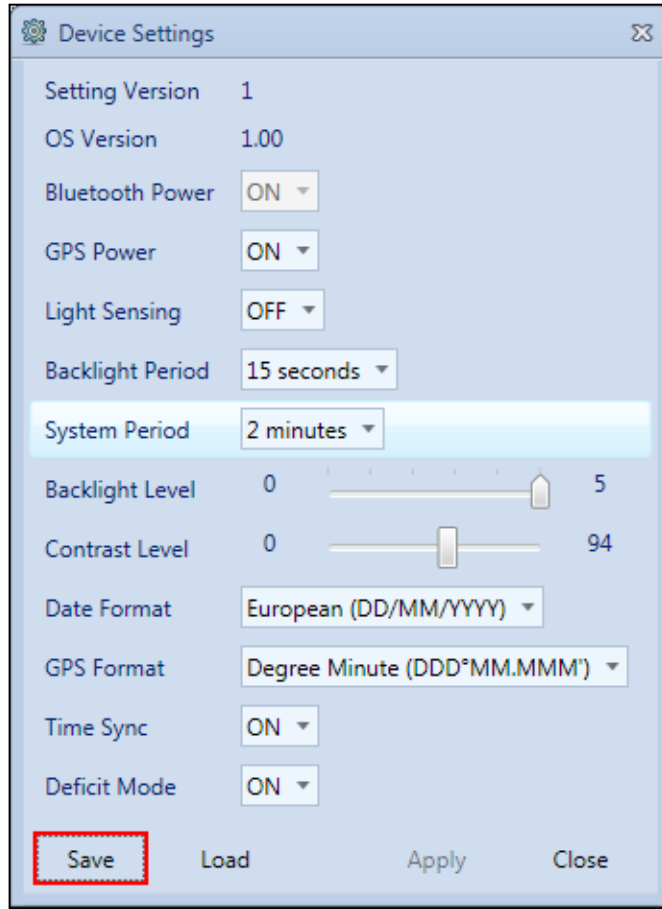 Device Settings
Setting Version 1
OS Version 1.00
Bluetooth Power ON
GPS Power ON
Light Sensing OFF
Backlight Period 15 seconds
System Period 2 minutes
Backlight Level 0 5
Contrast Level 0 94
Date Format European (DD/MM/YYYY)
GPS Format Degree Minute (DDD°MM.MMM')
Time Sync ON
Deficit Mode ON
Save Load Apply Close